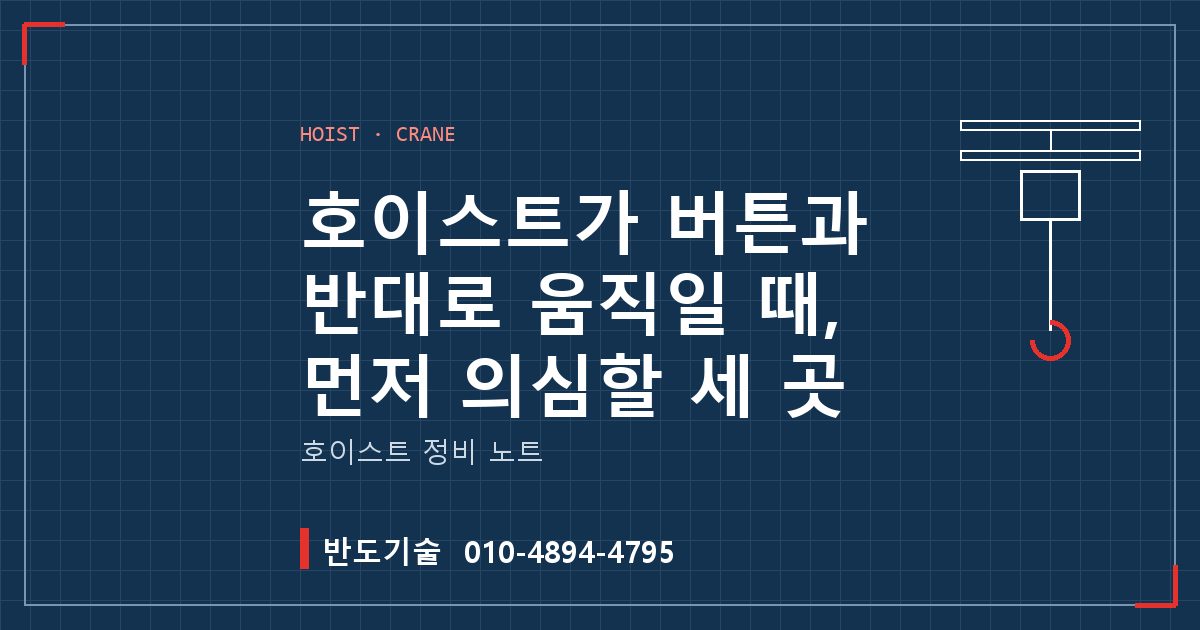 HOIST · CRANE
호이스트가 버튼과
반대로 움직일 때,
먼저 의심할 세 곳
호이스트 정비 노트
반도기술 010-4894-4795